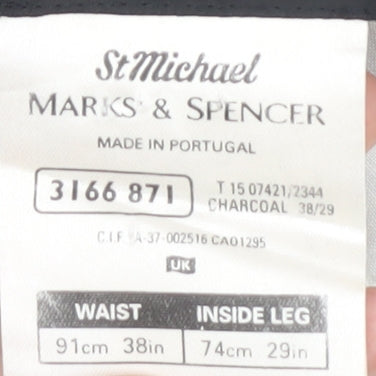 St Michael
MARKS & SPENCER
MADE IN PORTUGAL
3166 871
T 15 07421/2344
CHARCOAL 38/29
C.I.F. A-37-002516 CA01295
UK
WAIST INSIDE LEG
91cm 38in 74cm 29in